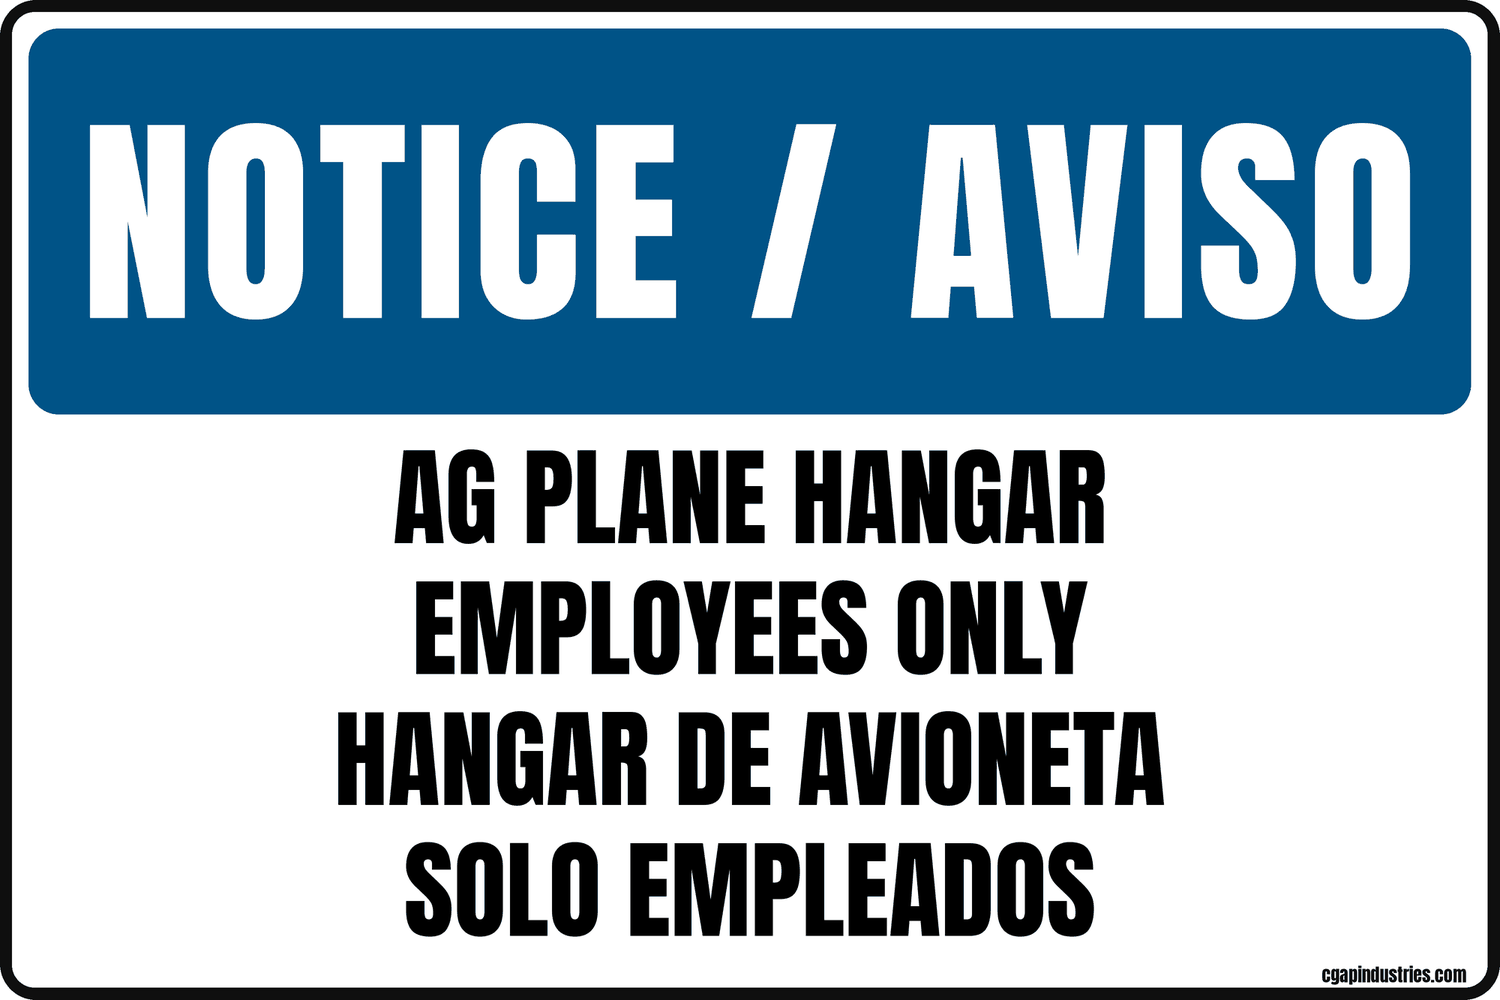 NOTICE / AVISO
AG PLANE HANGAR
EMPLOYEES ONLY
HANGAR DE AVIONETA
SOLO EMPLEADOS
cgapindustries.com